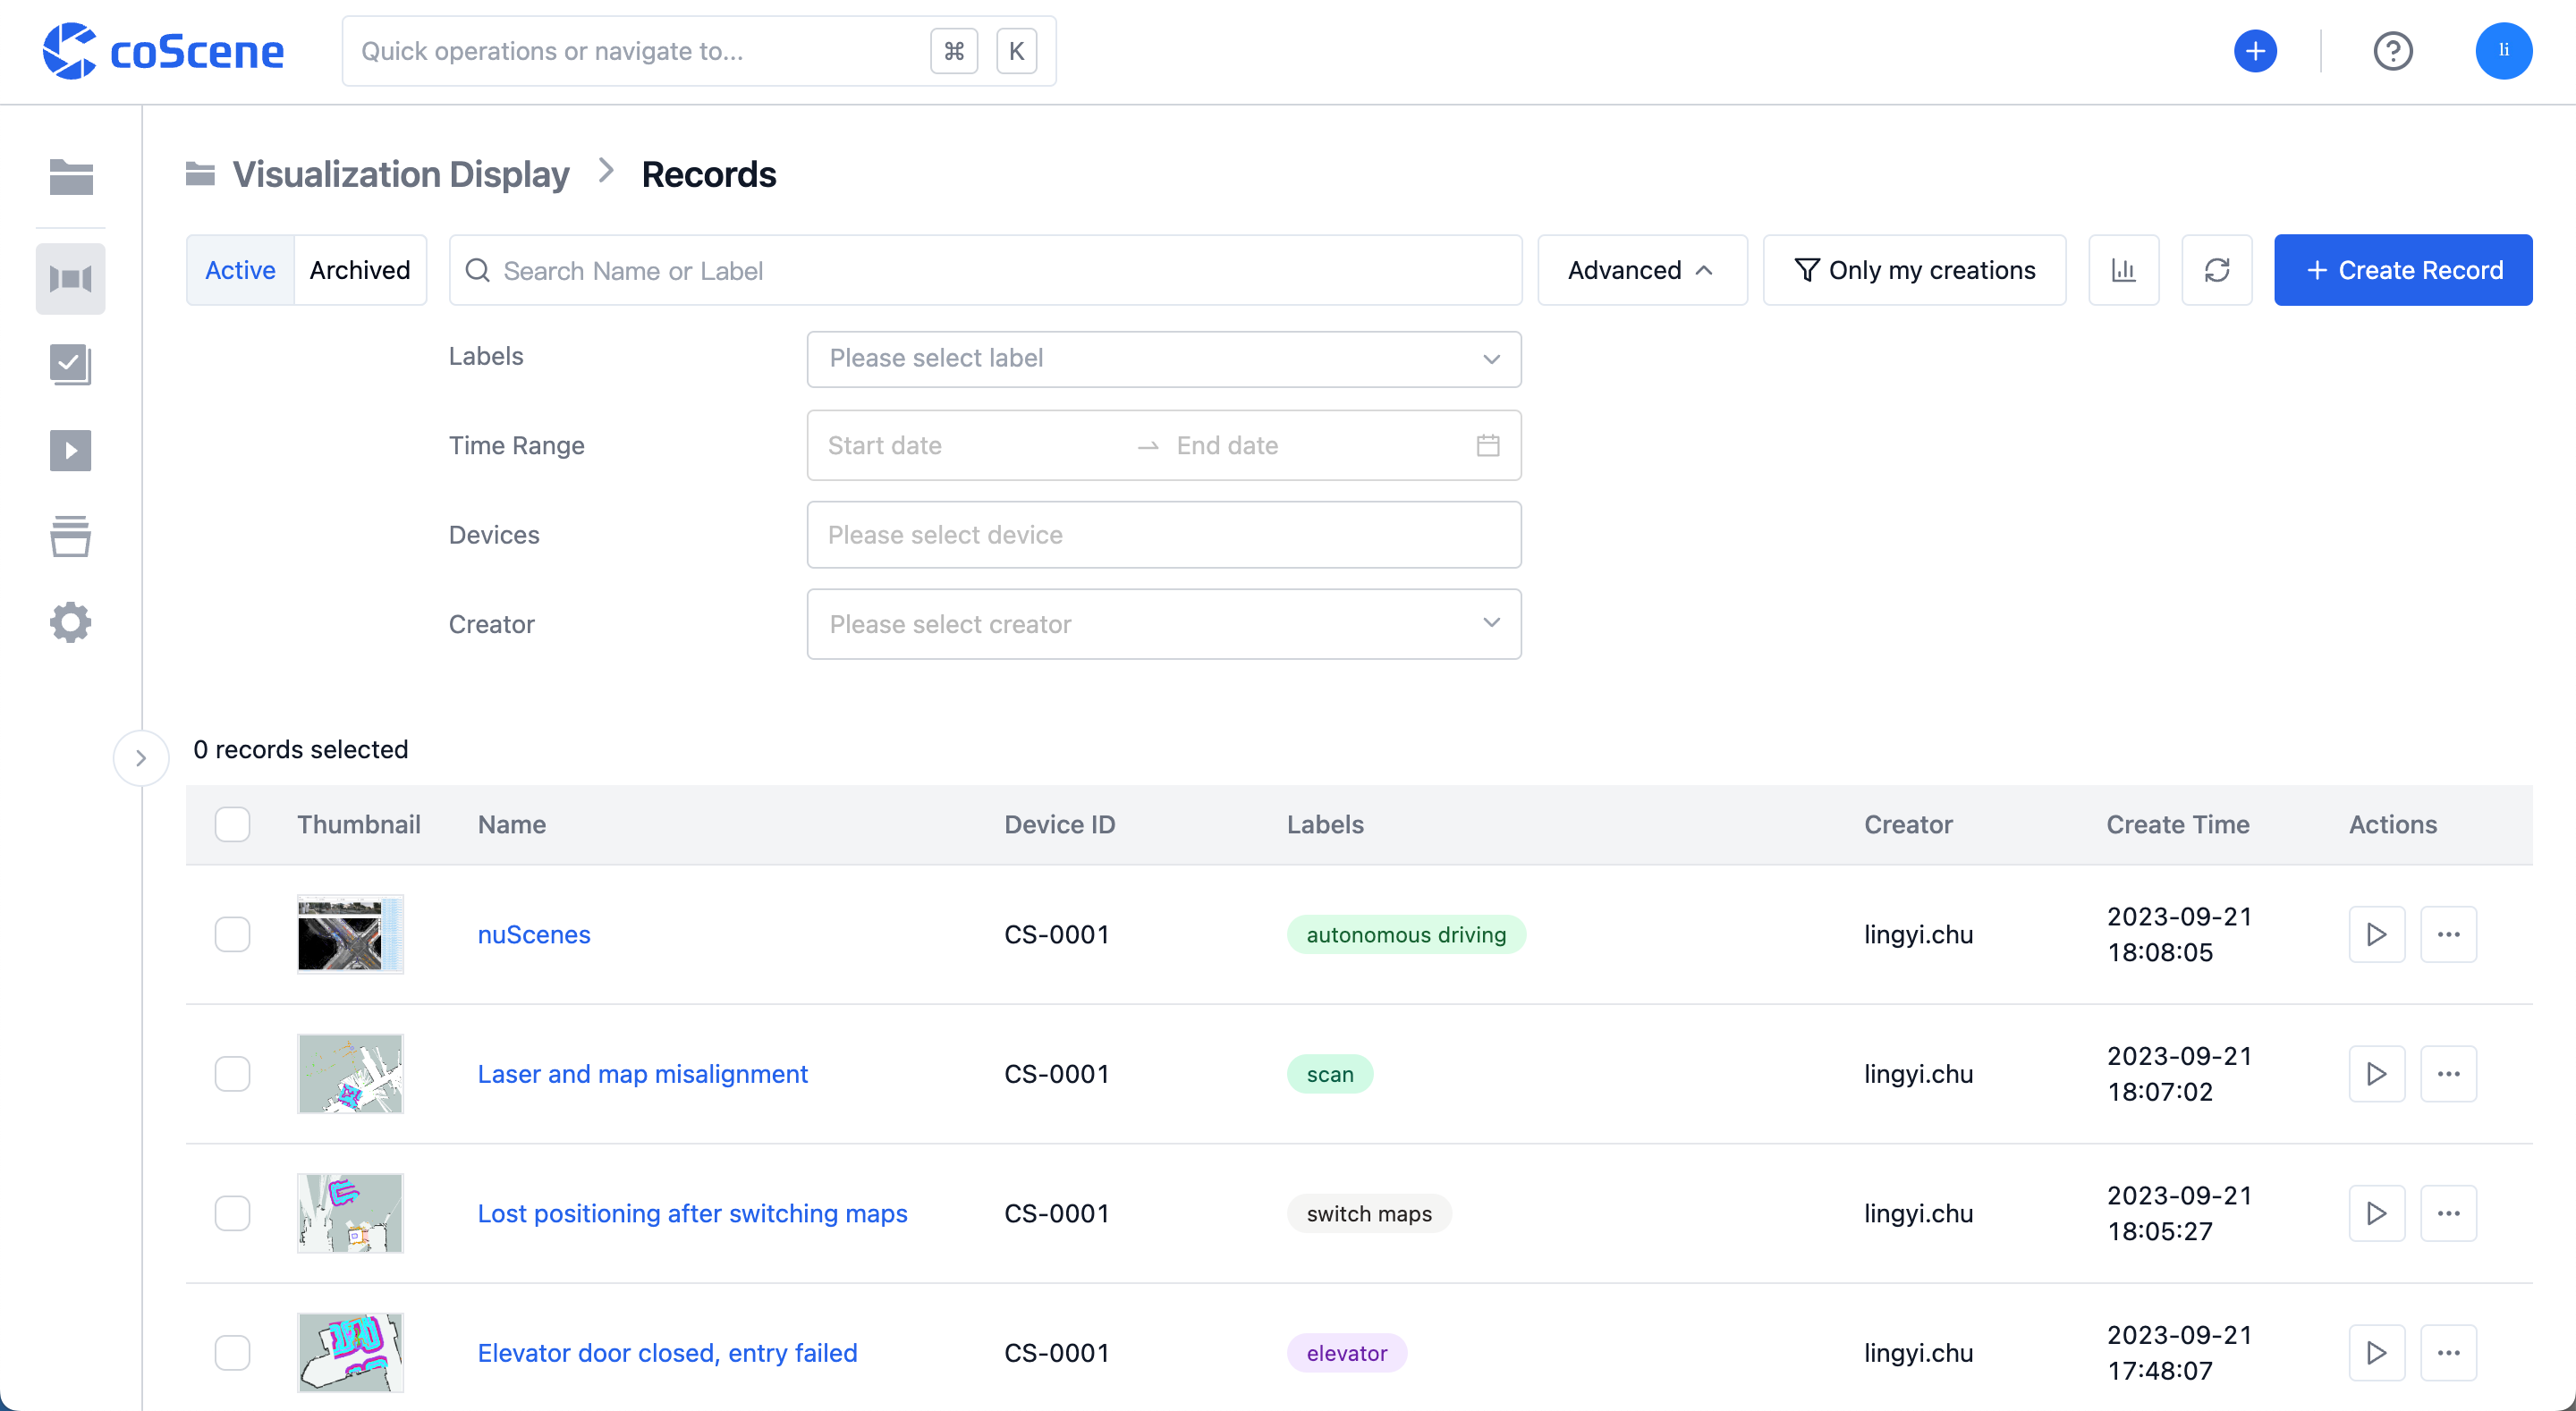 coScene
Quick operations or navigate to... ⌘ K
li
Visualization Display > Records
Active Archived Search Name or Label Advanced Only my creations + Create Record
Labels Please select label
Time Range Start date → End date
Devices Please select device
Creator Please select creator
0 records selected
Thumbnail Name Device ID Labels Creator Create Time Actions
nuScenes CS-0001 autonomous driving lingyi.chu 2023-09-21
18:08:05
Laser and map misalignment CS-0001 scan lingyi.chu 2023-09-21
18:07:02
Lost positioning after switching maps CS-0001 switch maps lingyi.chu 2023-09-21
18:05:27
Elevator door closed, entry failed CS-0001 elevator lingyi.chu 2023-09-21
17:48:07